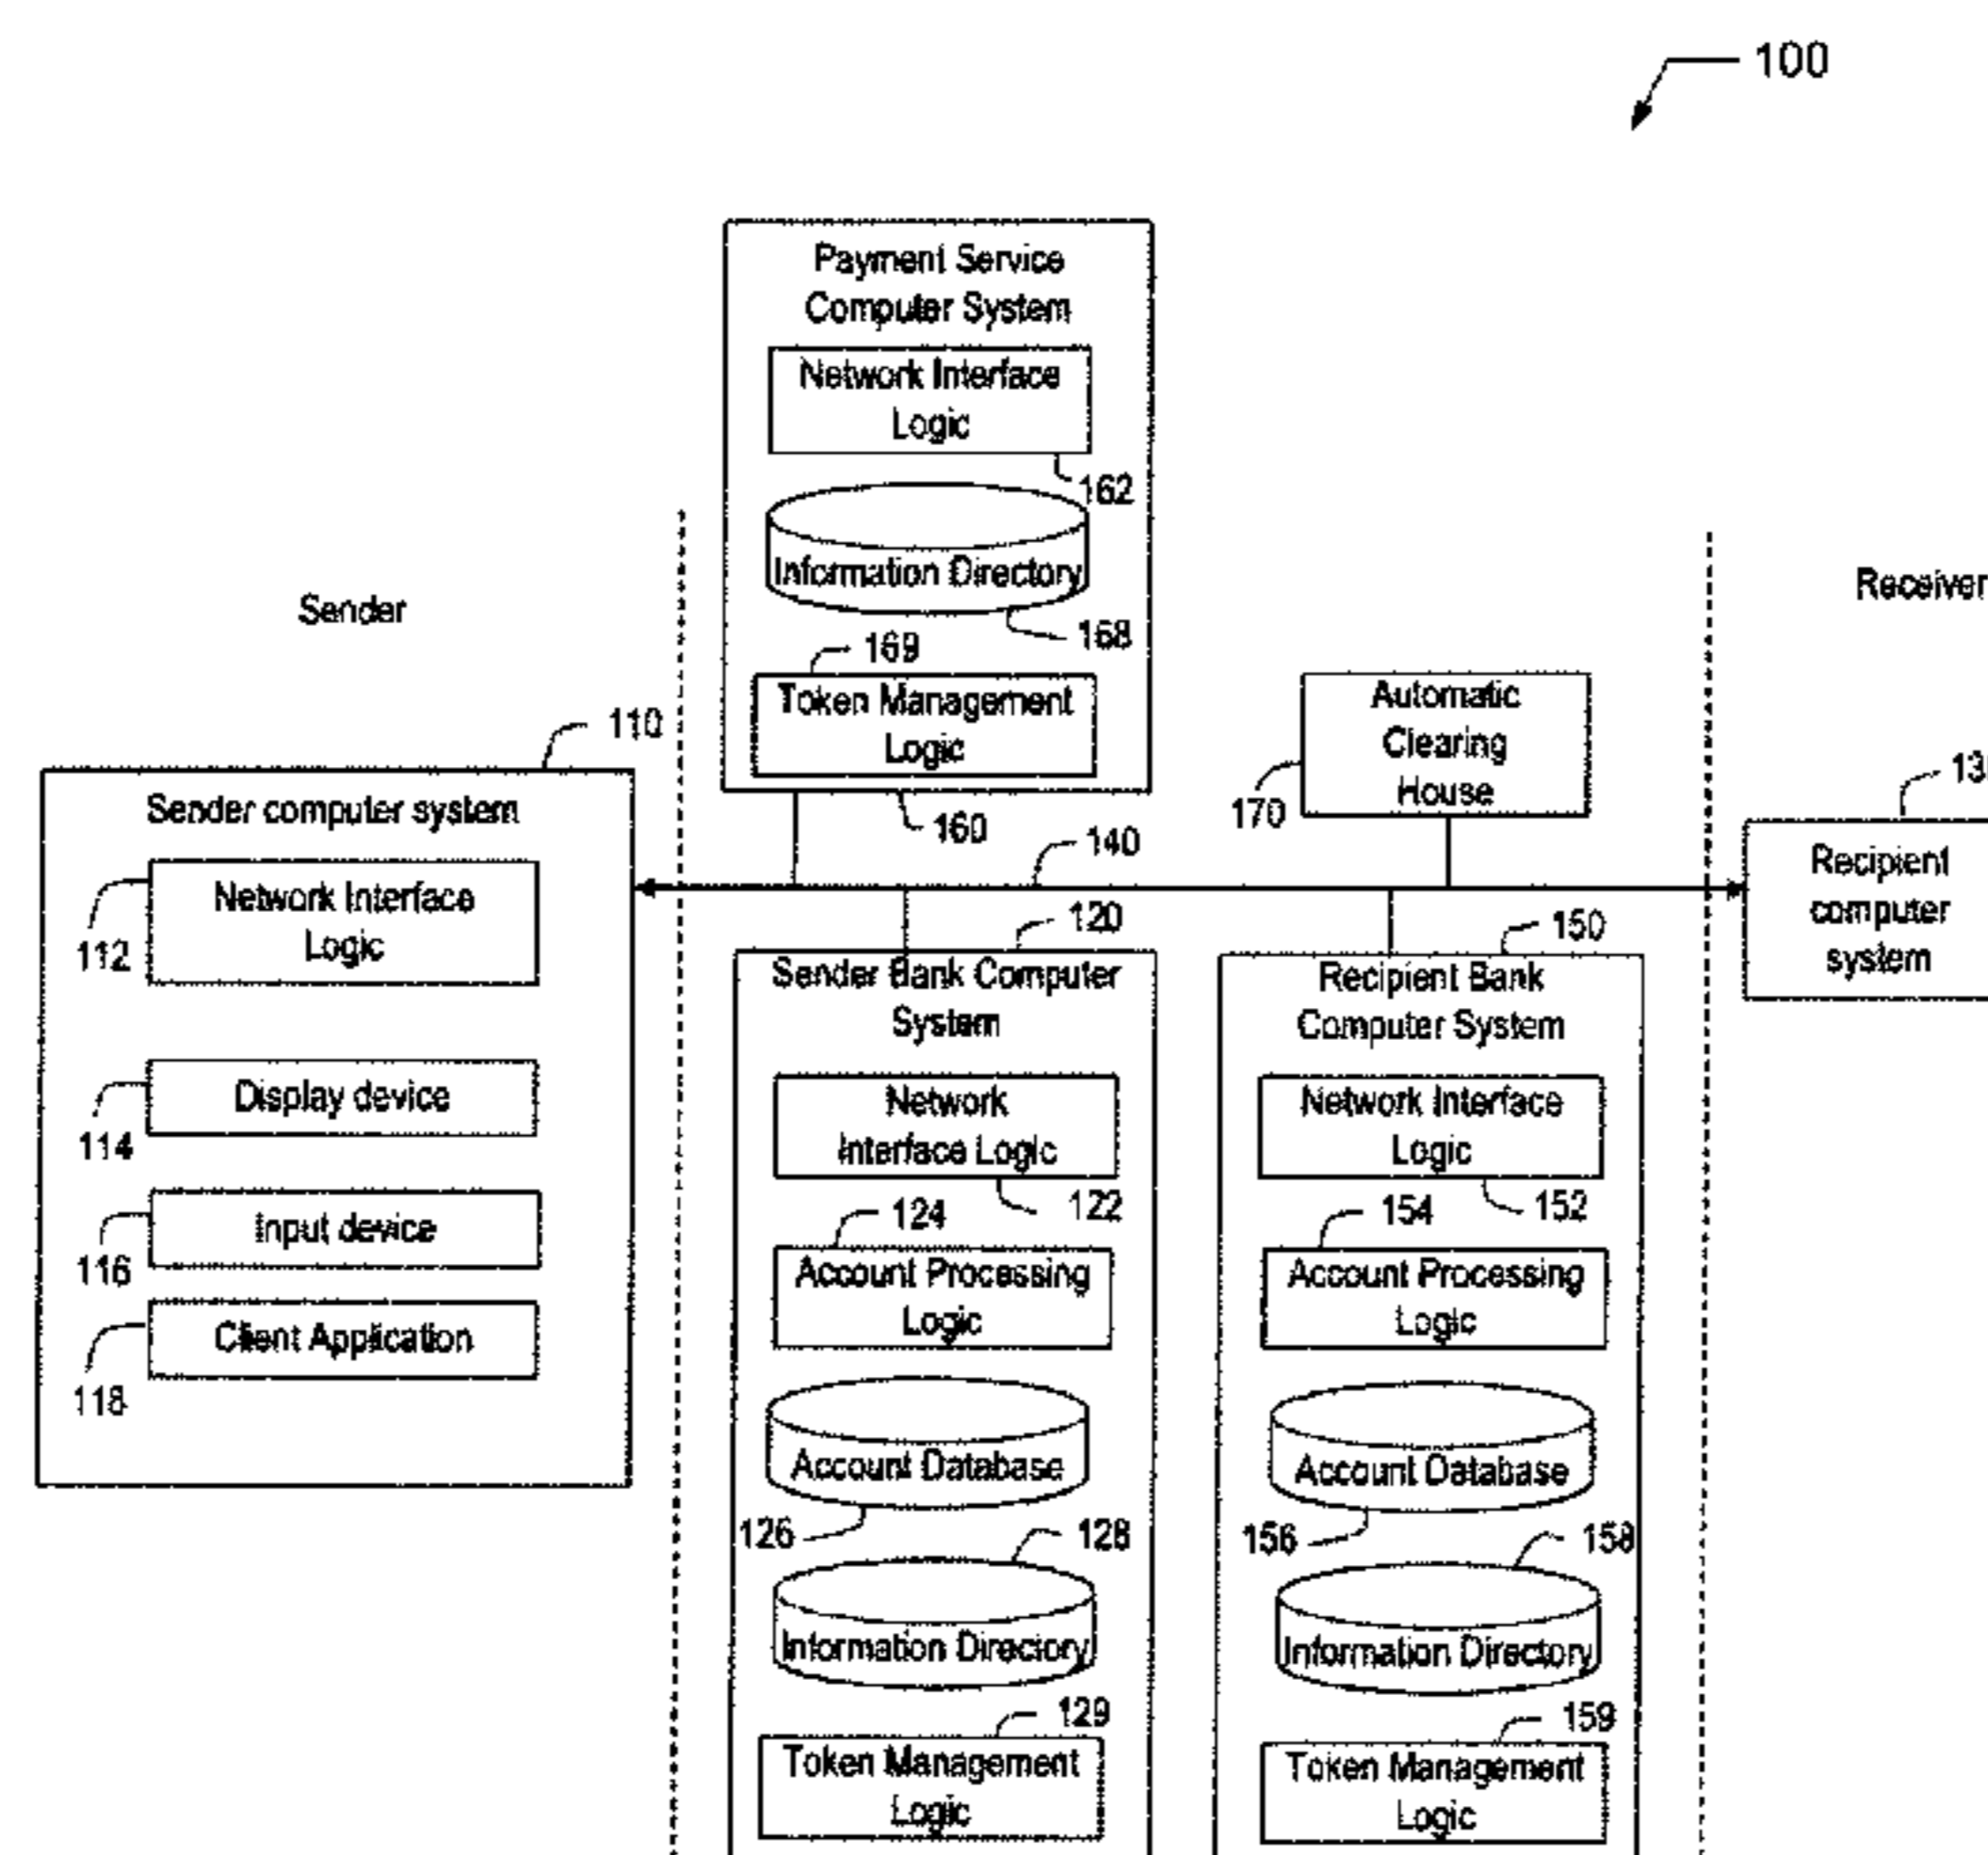 100
Payment Service
Computer System
Network Interface
Logic
162
Information Directory
168
169
Token Management
Logic
160
Sender
Receiver
110
Sender computer system
112
Network Interface
Logic
114
Display device
116
Input device
118
Client Application
140
Automatic
Clearing
House
170
Recipient
computer
system
120
Sender Bank Computer
System
Network
Interface Logic
122
124
Account Processing
Logic
Account Database
126
128
Information Directory
129
Token Management
Logic
150
Recipient Bank
Computer System
Network Interface
Logic
152
154
Account Processing
Logic
Account Database
156
158
Information Directory
159
Token Management
Logic